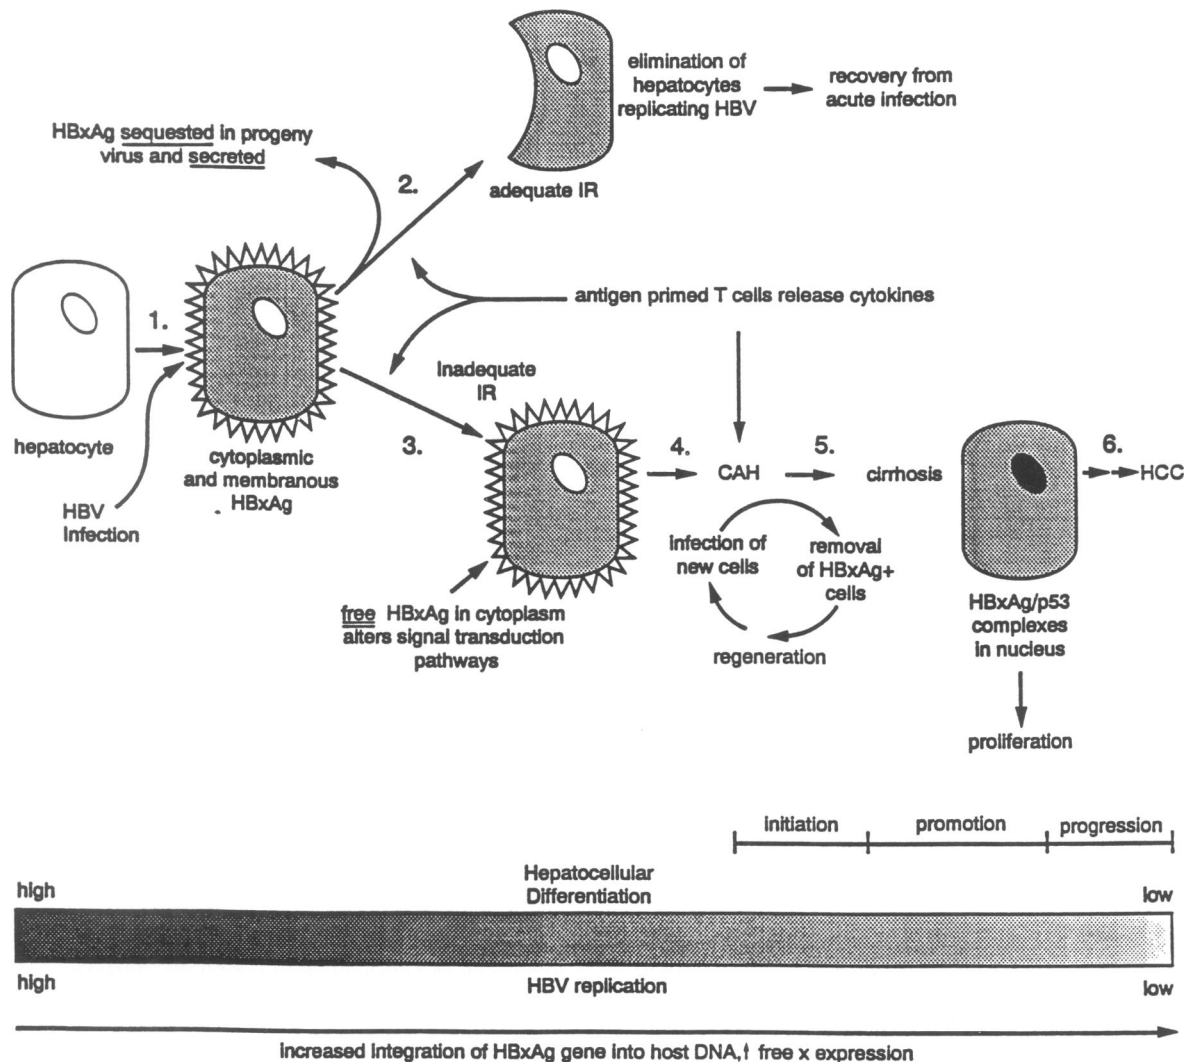 elimination of
hepatocytes
replicating HBV
recovery from
acute infection
HBxAg sequested in progeny
virus and secreted
2.
adequate IR
antigen primed T cells release cytokines
1.
Inadequate
IR
hepatocyte
3.
4.
CAH
5.
cirrhosis
6.
HCC
cytoplasmic
and membranous
HBxAg
HBV
Infection
infection of
new cells
removal
of HBxAg+
cells
regeneration
free HBxAg in cytoplasm
alters signal transduction
pathways
HBxAg/p53
complexes
in nucleus
proliferation
initiation
promotion
progression
high
Hepatocellular
Differentiation
low
high
HBV replication
low
increased integration of HBxAg gene into host DNA,↑ free x expression